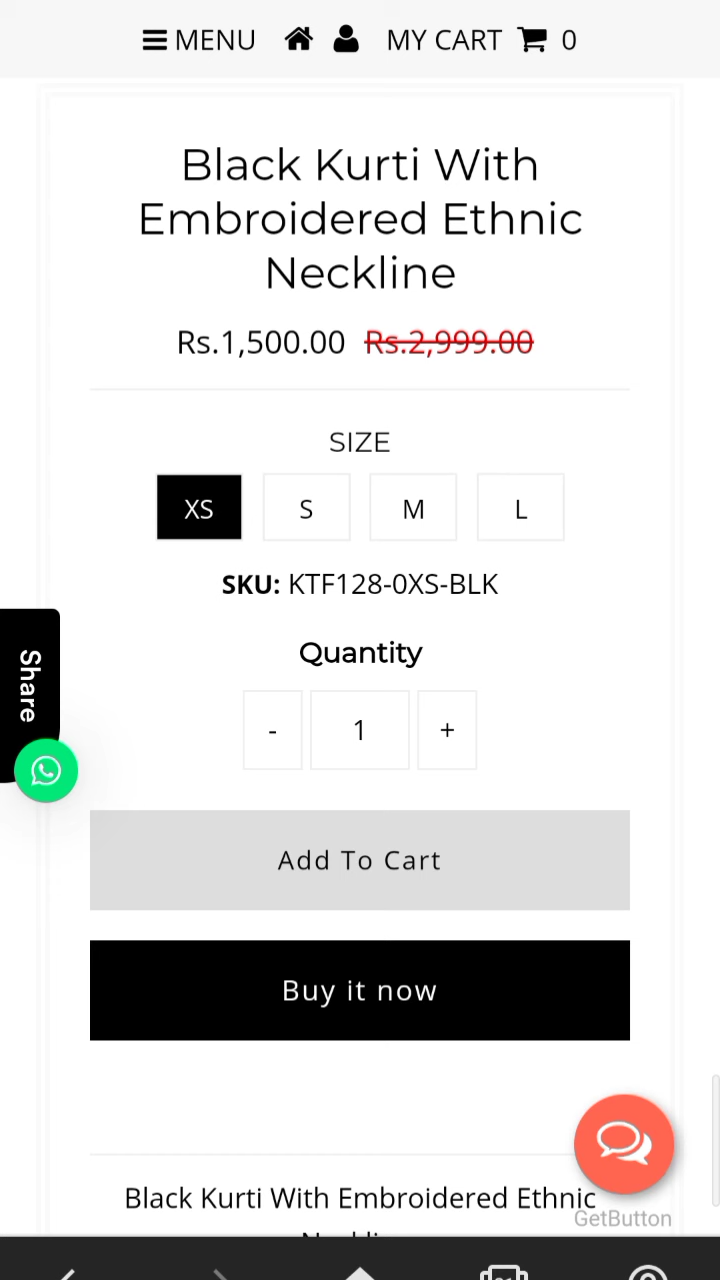 MENU MY CART 0
Black Kurti With
Embroidered Ethnic
Neckline
Rs.1,500.00 Rs.2,999.00
SIZE
XS S M L
SKU: KTF128-0XS-BLK
Quantity
- 1 +
Share
Add To Cart
Buy it now
Black Kurti With Embroidered Ethnic
GetButton